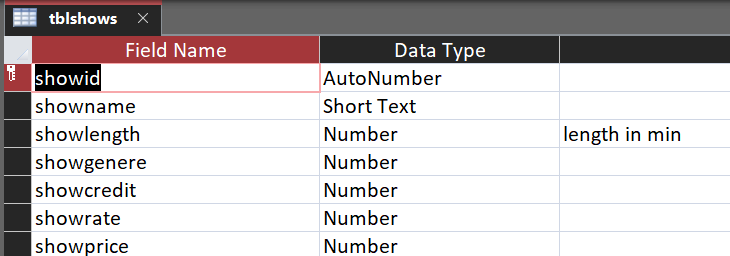 tblshows
Field Name Data Type
showid AutoNumber
showname Short Text
showlength Number length in min
showgenere Number
showcredit Number
showrate Number
showprice Number